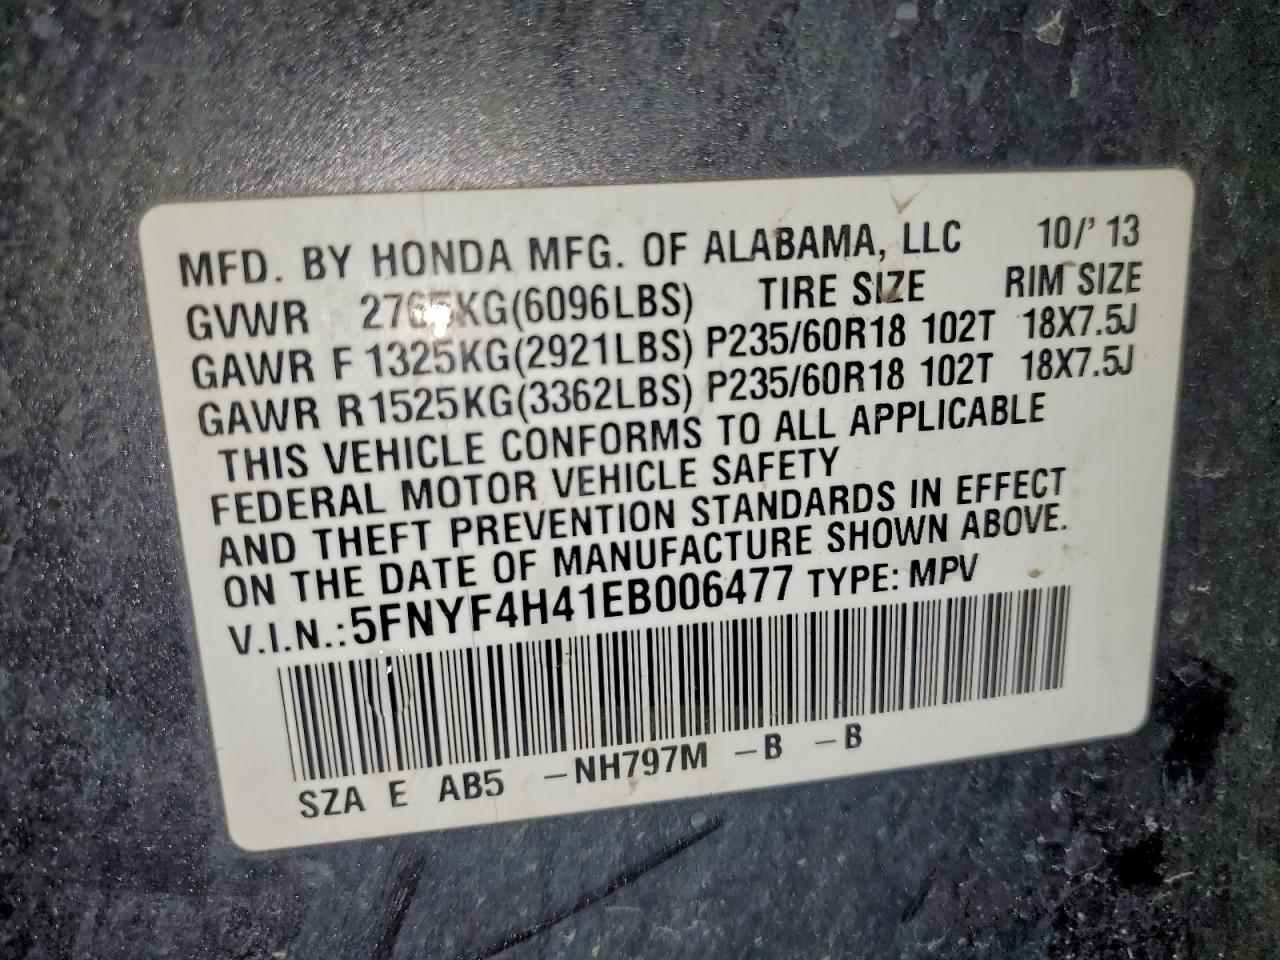 MFD. BY HONDA MFG. OF ALABAMA, LLC 10/'13
GVWR 2765KG(6096LBS) TIRE SIZE RIM SIZE
GAWR F 1325KG(2921LBS) P235/60R18 102T 18X7.5J
GAWR R 1525KG(3362LBS) P235/60R18 102T 18X7.5J
THIS VEHICLE CONFORMS TO ALL APPLICABLE
FEDERAL MOTOR VEHICLE SAFETY
AND THEFT PREVENTION STANDARDS IN EFFECT
ON THE DATE OF MANUFACTURE SHOWN ABOVE.
V.I.N.: 5FNYF4H41EB006477 TYPE: MPV
SZA E AB5 -NH797M -B -B